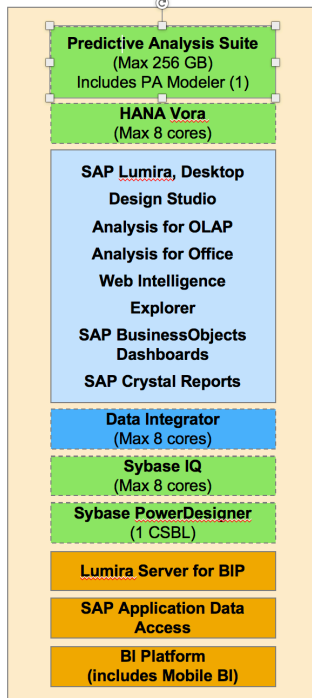 Predictive Analysis Suite
(Max 256 GB)
Includes PA Modeler (1)
HANA Vora
(Max 8 cores)
SAP Lumira, Desktop
Design Studio
Analysis for OLAP
Analysis for Office
Web Intelligence
Explorer
SAP BusinessObjects
Dashboards
SAP Crystal Reports
Data Integrator
(Max 8 cores)
Sybase IQ
(Max 8 cores)
Sybase PowerDesigner
(1 CSBL)
Lumira Server for BIP
SAP Application Data
Access
BI Platform
(includes Mobile BI)